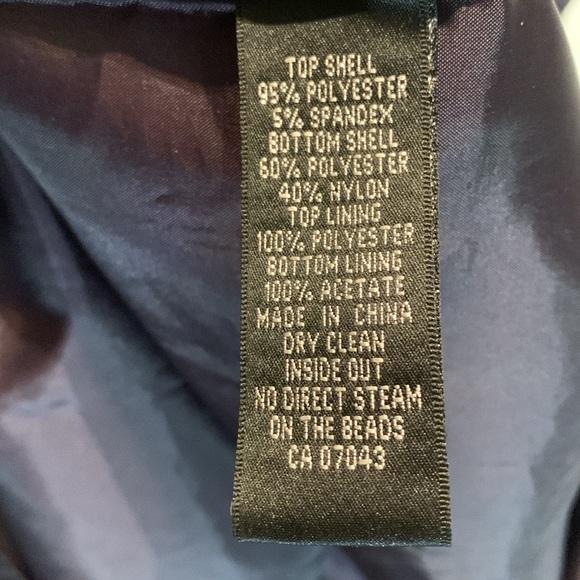 TOP SHELL
95% POLYESTER
5% SPANDEX
BOTTOM SHELL
60% POLYESTER
40% NYLON
TOP LINING
100% POLYESTER
BOTTOM LINING
100% ACETATE
MADE IN CHINA
DRY CLEAN
INSIDE OUT
NO DIRECT STEAM
ON THE BEADS
CA 07043